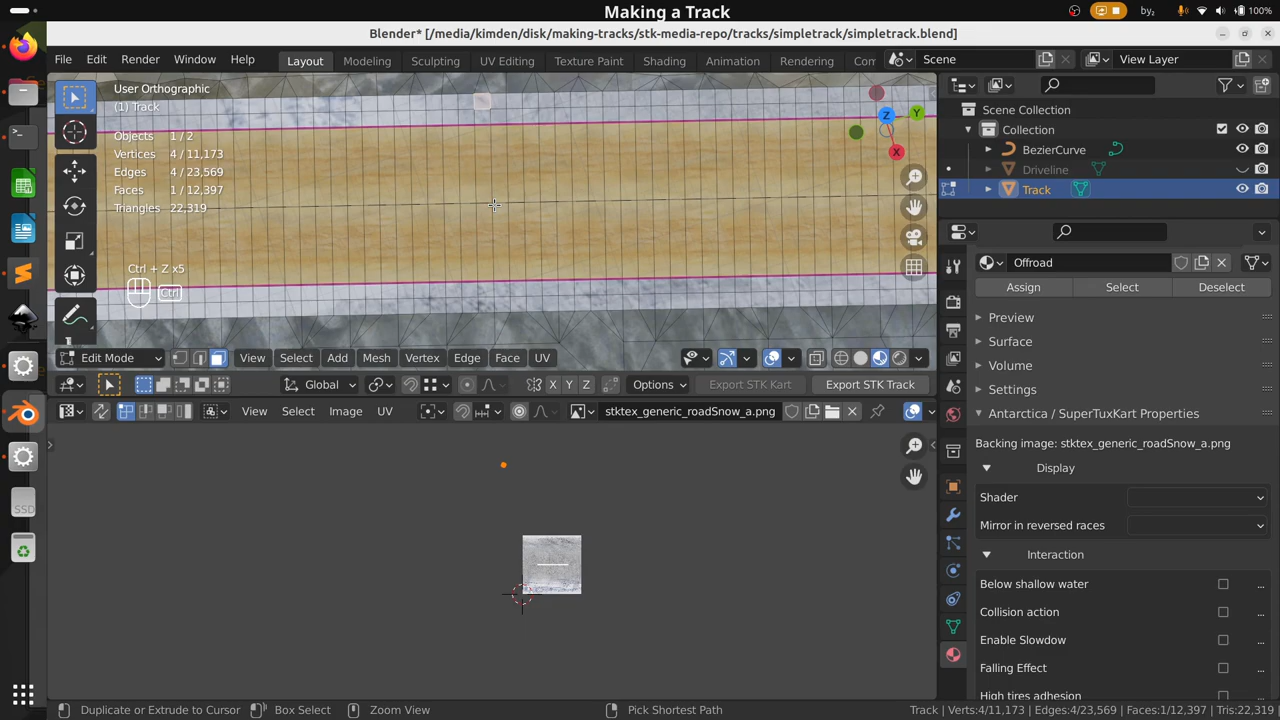 Making a Track
by₂
100%
Blender* [/media/kimden/disk/making-tracks/stk-media-repo/tracks/simpletrack/simpletrack.blend]
File Edit Render Window Help Layout Modeling Sculpting UV Editing Texture Paint Shading Animation Rendering Com Scene View Layer
User Orthographic
(1) Track
Objects 1 / 2
Vertices 4 / 11,173
Edges 4 / 23,569
Faces 1 / 12,397
Triangles 22,319
Ctrl + Z x5
Ctrl
Z Y X
Edit Mode View Select Add Mesh Vertex Edge Face UV
Global X Y Z Options Export STK Kart Export STK Track
View Select Image UV stktex_generic_roadSnow_a.png
Scene Collection
Collection
BezierCurve
Driveline
Track
Offroad
Assign Select Deselect
Preview
Surface
Volume
Settings
Antarctica / SuperTuxKart Properties
Backing image: stktex_generic_roadSnow_a.png
Display
Shader
Mirror in reversed races
Interaction
Below shallow water ...
Collision action ...
Enable Slowdow ...
Falling Effect ...
High tires adhesion ...
SSD
Duplicate or Extrude to Cursor Box Select Zoom View Pick Shortest Path Track | Verts:4/11,173 | Edges:4/23,569 | Faces:1/12,397 | Tris:22,319